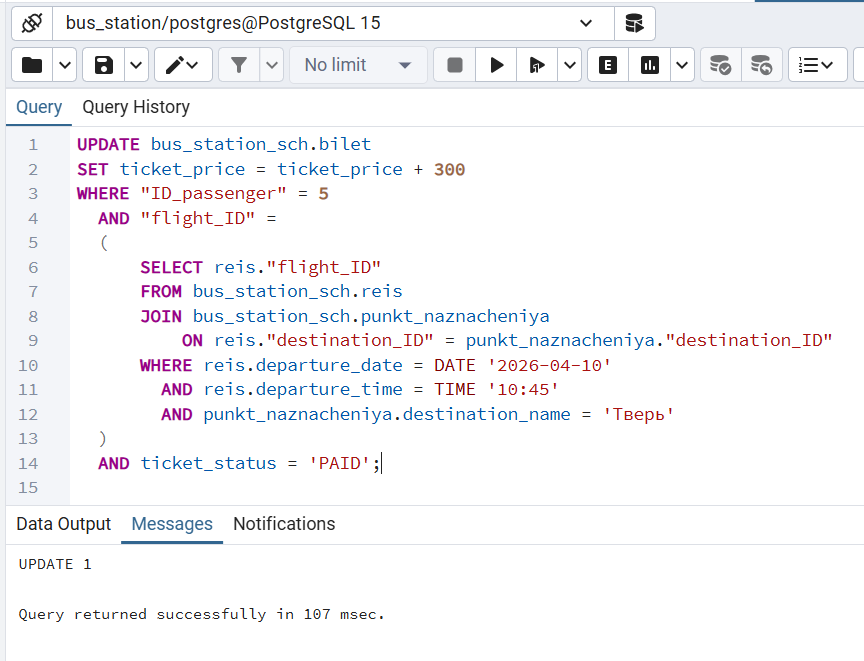 bus_station/postgres@PostgreSQL 15
No limit
E
Query Query History
1 UPDATE bus_station_sch.bilet
2 SET ticket_price = ticket_price + 300
3 WHERE "ID_passenger" = 5
4 AND "flight_ID" =
5 (
6 SELECT reis."flight_ID"
7 FROM bus_station_sch.reis
8 JOIN bus_station_sch.punkt_naznacheniya
9 ON reis."destination_ID" = punkt_naznacheniya."destination_ID"
10 WHERE reis.departure_date = DATE '2026-04-10'
11 AND reis.departure_time = TIME '10:45'
12 AND punkt_naznacheniya.destination_name = 'Тверь'
13 )
14 AND ticket_status = 'PAID';
15
Data Output Messages Notifications
UPDATE 1
Query returned successfully in 107 msec.